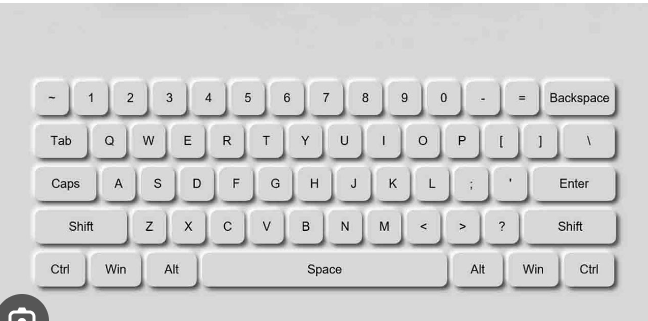 ~ 1 2 3 4 5 6 7 8 9 0 - = Backspace
Tab Q W E R T Y U I O P [ ] \
Caps A S D F G H J K L ; ' Enter
Shift Z X C V B N M < > ? Shift
Ctrl Win Alt Space Alt Win Ctrl